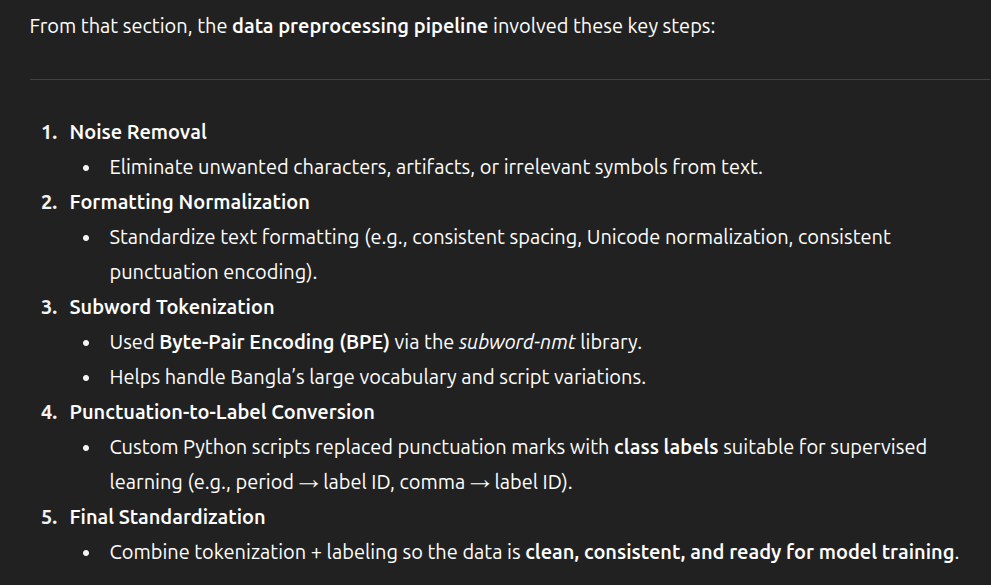 From that section, the data preprocessing pipeline involved these key steps:
1. Noise Removal
• Eliminate unwanted characters, artifacts, or irrelevant symbols from text.
2. Formatting Normalization
• Standardize text formatting (e.g., consistent spacing, Unicode normalization, consistent
punctuation encoding).
3. Subword Tokenization
• Used Byte-Pair Encoding (BPE) via the subword-nmt library.
• Helps handle Bangla's large vocabulary and script variations.
4. Punctuation-to-Label Conversion
• Custom Python scripts replaced punctuation marks with class labels suitable for supervised
learning (e.g., period → label ID, comma → label ID).
5. Final Standardization
• Combine tokenization + labeling so the data is clean, consistent, and ready for model training.